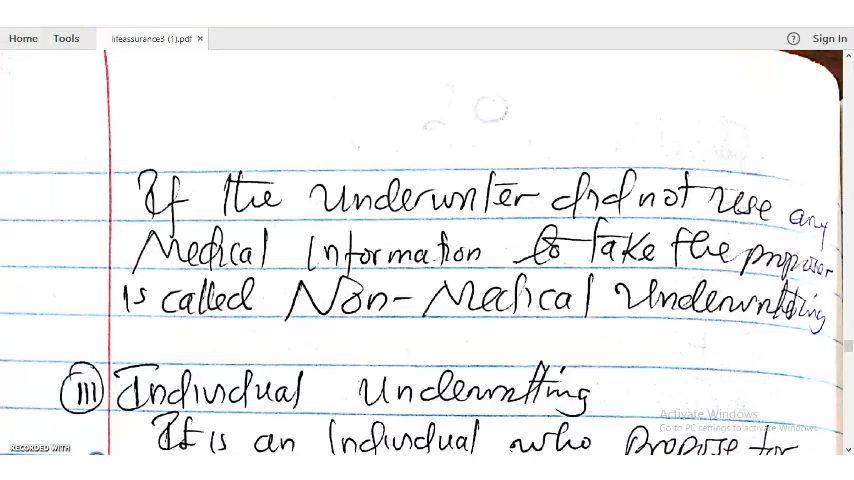 Home Tools lifeassurance3 (1).pdf × ? Sign In
If the Underwriter did not use any
Medical Information to take the proposer
is called Non-Medical Underwriting
(iii) Individual Underwriting
It is an Individual who propose for
Activate Windows
Go to PC settings to activate Windows.
RECORDED WITH